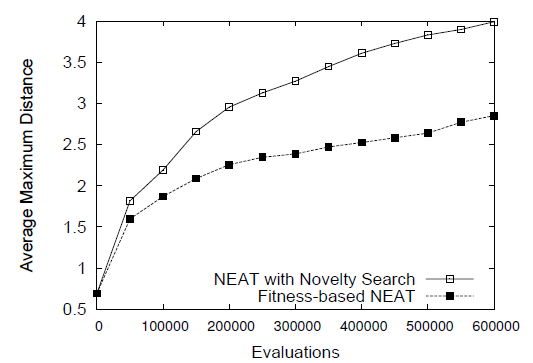 4
3.5
3
2.5
2
1.5
1
0.5
Average Maximum Distance
NEAT with Novelty Search
Fitness-based NEAT
0 100000 200000 300000 400000 500000 600000
Evaluations